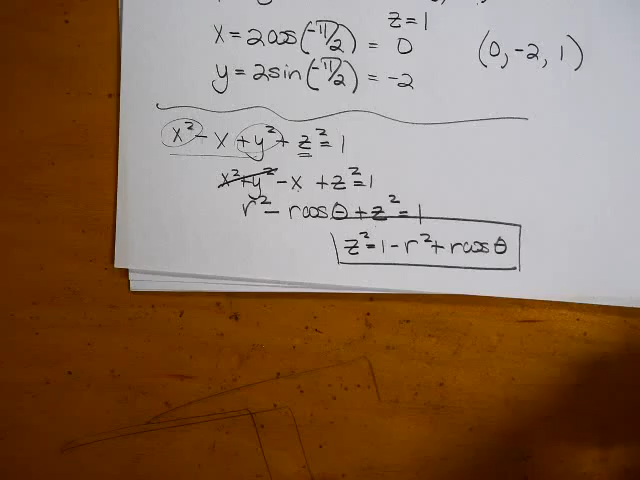 z=1
x = 2cos(-π/2) = 0 (0, -2, 1)
y = 2sin(-π/2) = -2
x² - x + y² + z² = 1
x² + y² - x + z² = 1
r² - rcosθ + z² = 1
z² = 1 - r² + rcosθ